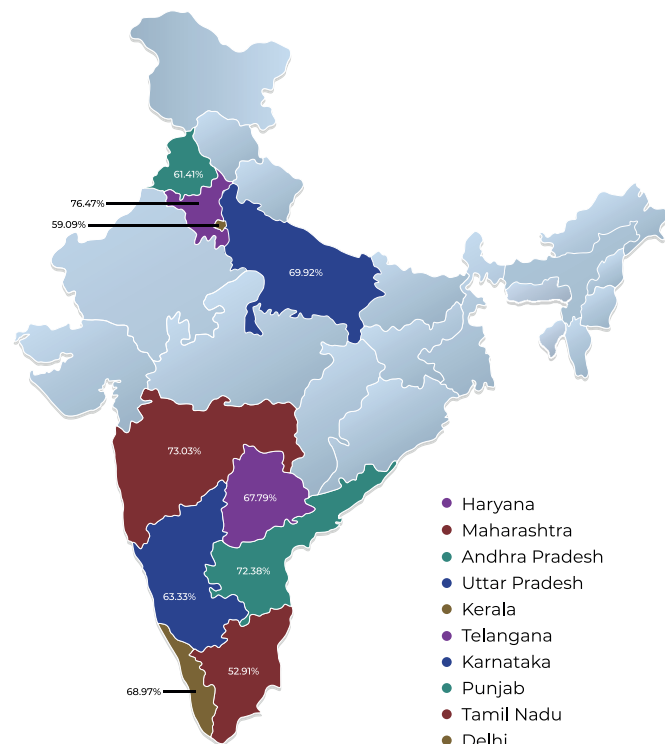 61.41%
76.47%
59.09%
69.92%
73.03%
67.79%
72.38%
63.33%
52.91%
68.97%
Haryana
Maharashtra
Andhra Pradesh
Uttar Pradesh
Kerala
Telangana
Karnataka
Punjab
Tamil Nadu
Delhi